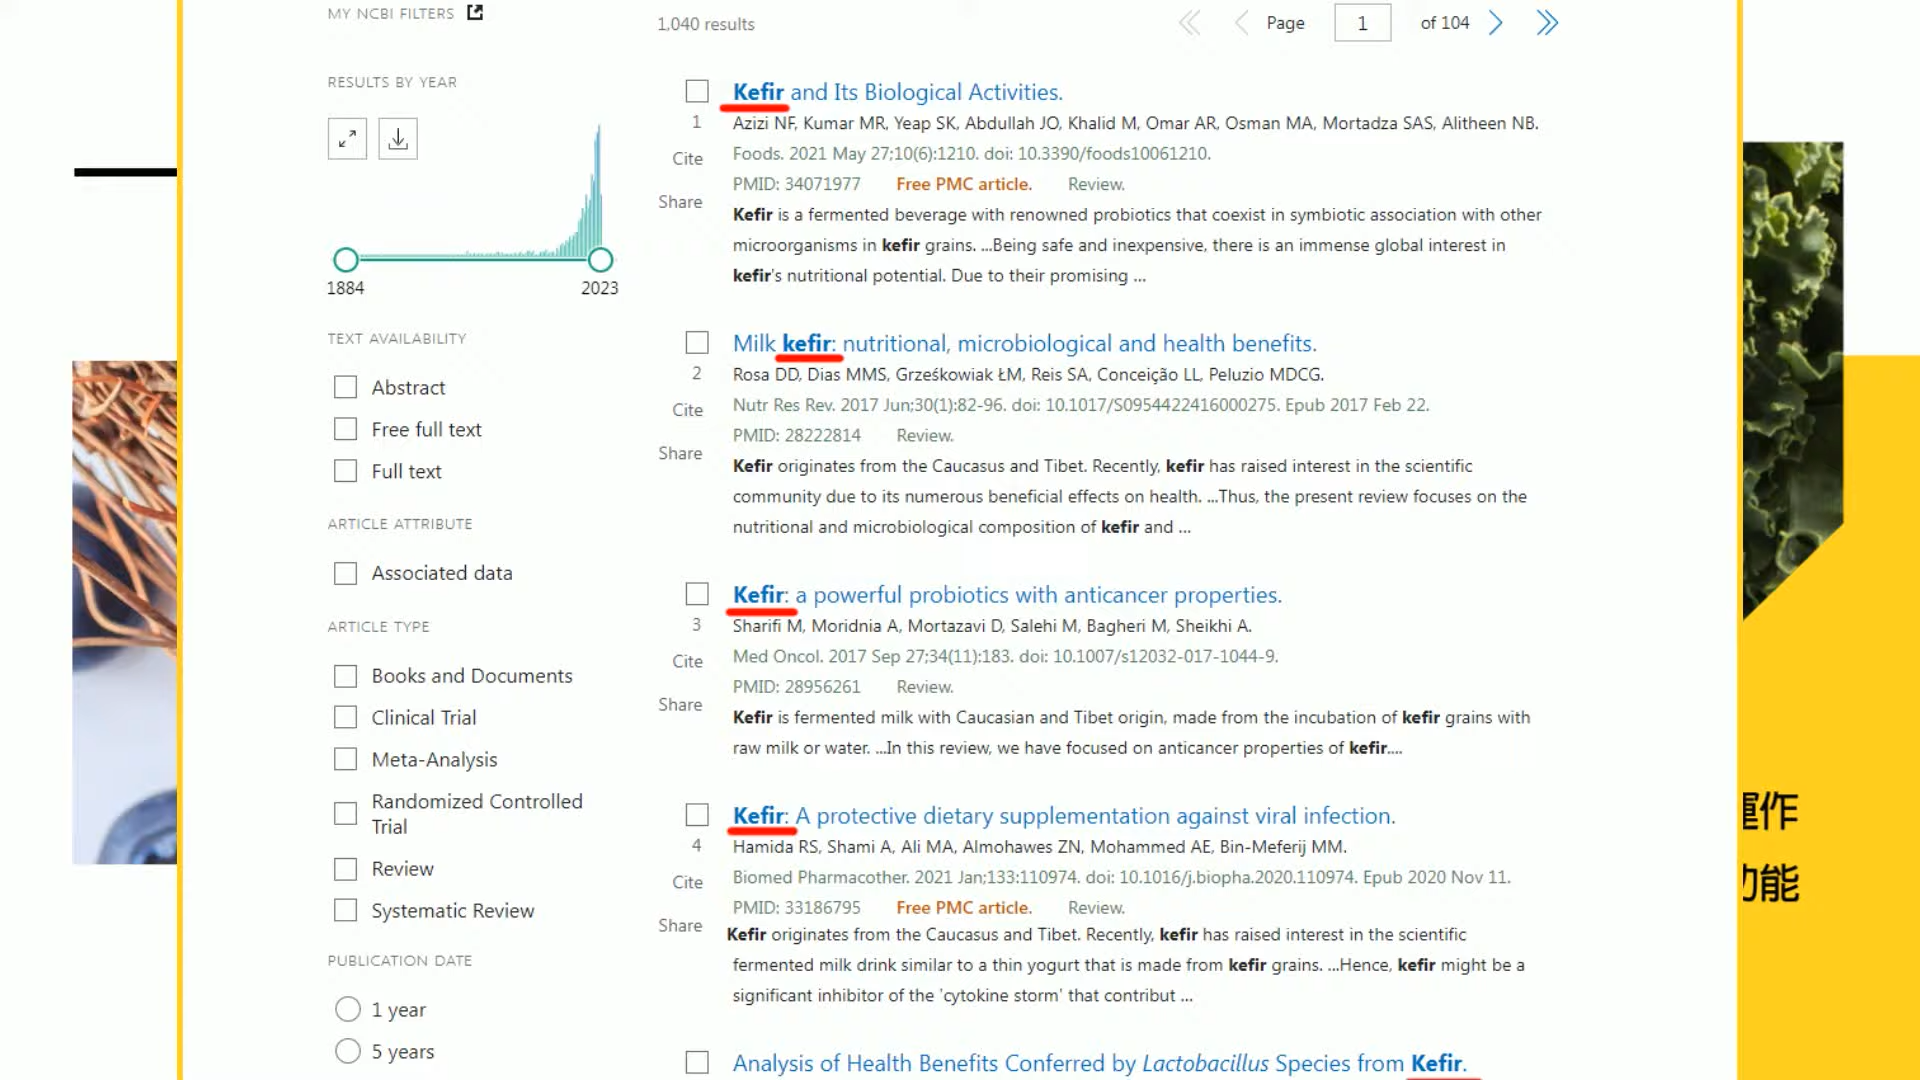 MY NCBI FILTERS
1,040 results
Page 1 of 104
RESULTS BY YEAR
1884 2023
TEXT AVAILABILITY
Abstract
Free full text
Full text
ARTICLE ATTRIBUTE
Associated data
ARTICLE TYPE
Books and Documents
Clinical Trial
Meta-Analysis
Randomized Controlled
Trial
Review
Systematic Review
PUBLICATION DATE
1 year
5 years
Kefir and Its Biological Activities.
1
Cite
Share
Azizi NF, Kumar MR, Yeap SK, Abdullah JO, Khalid M, Omar AR, Osman MA, Mortadza SAS, Alitheen NB.
Foods. 2021 May 27;10(6):1210. doi: 10.3390/foods10061210.
PMID: 34071977 Free PMC article. Review.
Kefir is a fermented beverage with renowned probiotics that coexist in symbiotic association with other
microorganisms in kefir grains. ...Being safe and inexpensive, there is an immense global interest in
kefir's nutritional potential. Due to their promising ...
Milk kefir: nutritional, microbiological and health benefits.
2
Cite
Share
Rosa DD, Dias MMS, Grześkowiak ŁM, Reis SA, Conceição LL, Peluzio MDCG.
Nutr Res Rev. 2017 Jun;30(1):82-96. doi: 10.1017/S0954422416000275. Epub 2017 Feb 22.
PMID: 28222814 Review.
Kefir originates from the Caucasus and Tibet. Recently, kefir has raised interest in the scientific
community due to its numerous beneficial effects on health. ...Thus, the present review focuses on the
nutritional and microbiological composition of kefir and ...
Kefir: a powerful probiotics with anticancer properties.
3
Cite
Share
Sharifi M, Moridnia A, Mortazavi D, Salehi M, Bagheri M, Sheikhi A.
Med Oncol. 2017 Sep 27;34(11):183. doi: 10.1007/s12032-017-1044-9.
PMID: 28956261 Review.
Kefir is fermented milk with Caucasian and Tibet origin, made from the incubation of kefir grains with
raw milk or water. ...In this review, we have focused on anticancer properties of kefir....
Kefir: A protective dietary supplementation against viral infection.
4
Cite
Share
Hamida RS, Shami A, Ali MA, Almohawes ZN, Mohammed AE, Bin-Meferij MM.
Biomed Pharmacother. 2021 Jan;133:110974. doi: 10.1016/j.biopha.2020.110974. Epub 2020 Nov 11.
PMID: 33186795 Free PMC article. Review.
Kefir originates from the Caucasus and Tibet. Recently, kefir has raised interest in the scientific
fermented milk drink similar to a thin yogurt that is made from kefir grains. ...Hence, kefir might be a
significant inhibitor of the 'cytokine storm' that contribut ...
Analysis of Health Benefits Conferred by Lactobacillus Species from Kefir.
運作
功能